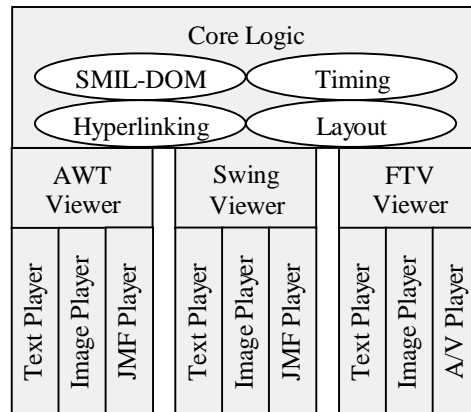 Core Logic
SMIL-DOM Timing
Hyperlinking Layout
AWT Viewer
Swing Viewer
FTV Viewer
Text Player
Image Player
JMF Player
Text Player
Image Player
JMF Player
Text Player
Image Player
A/V Player